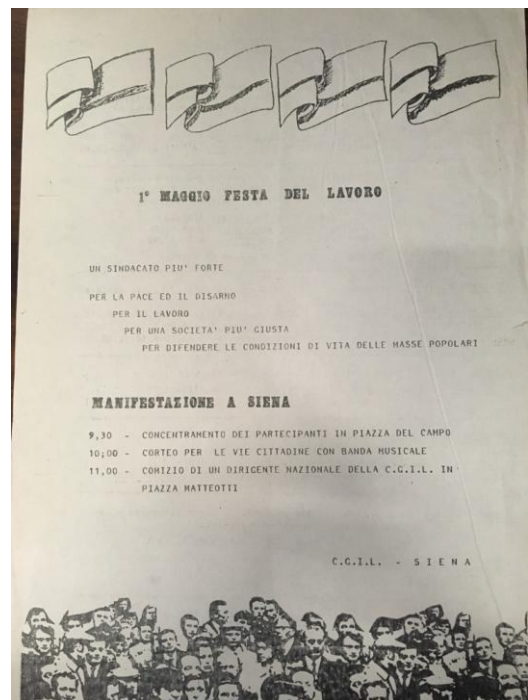 1° MAGGIO FESTA DEL LAVORO
UN SINDACATO PIU' FORTE
PER LA PACE ED IL DISARMO
PER IL LAVORO
PER UNA SOCIETA' PIU' GIUSTA
PER DIFENDERE LE CONDIZIONI DI VITA DELLE MASSE POPOLARI
MANIFESTAZIONE A SIENA
9,30 - CONCENTRAMENTO DEI PARTECIPANTI IN PIAZZA DEL CAMPO
10;00 - CORTEO PER LE VIE CITTADINE CON BANDA MUSICALE
11,00 - COMIZIO DI UN DIRIGENTE NAZIONALE DELLA C.G.I.L. IN
PIAZZA MATTEOTTI
C.G.I.L. - S I E N A